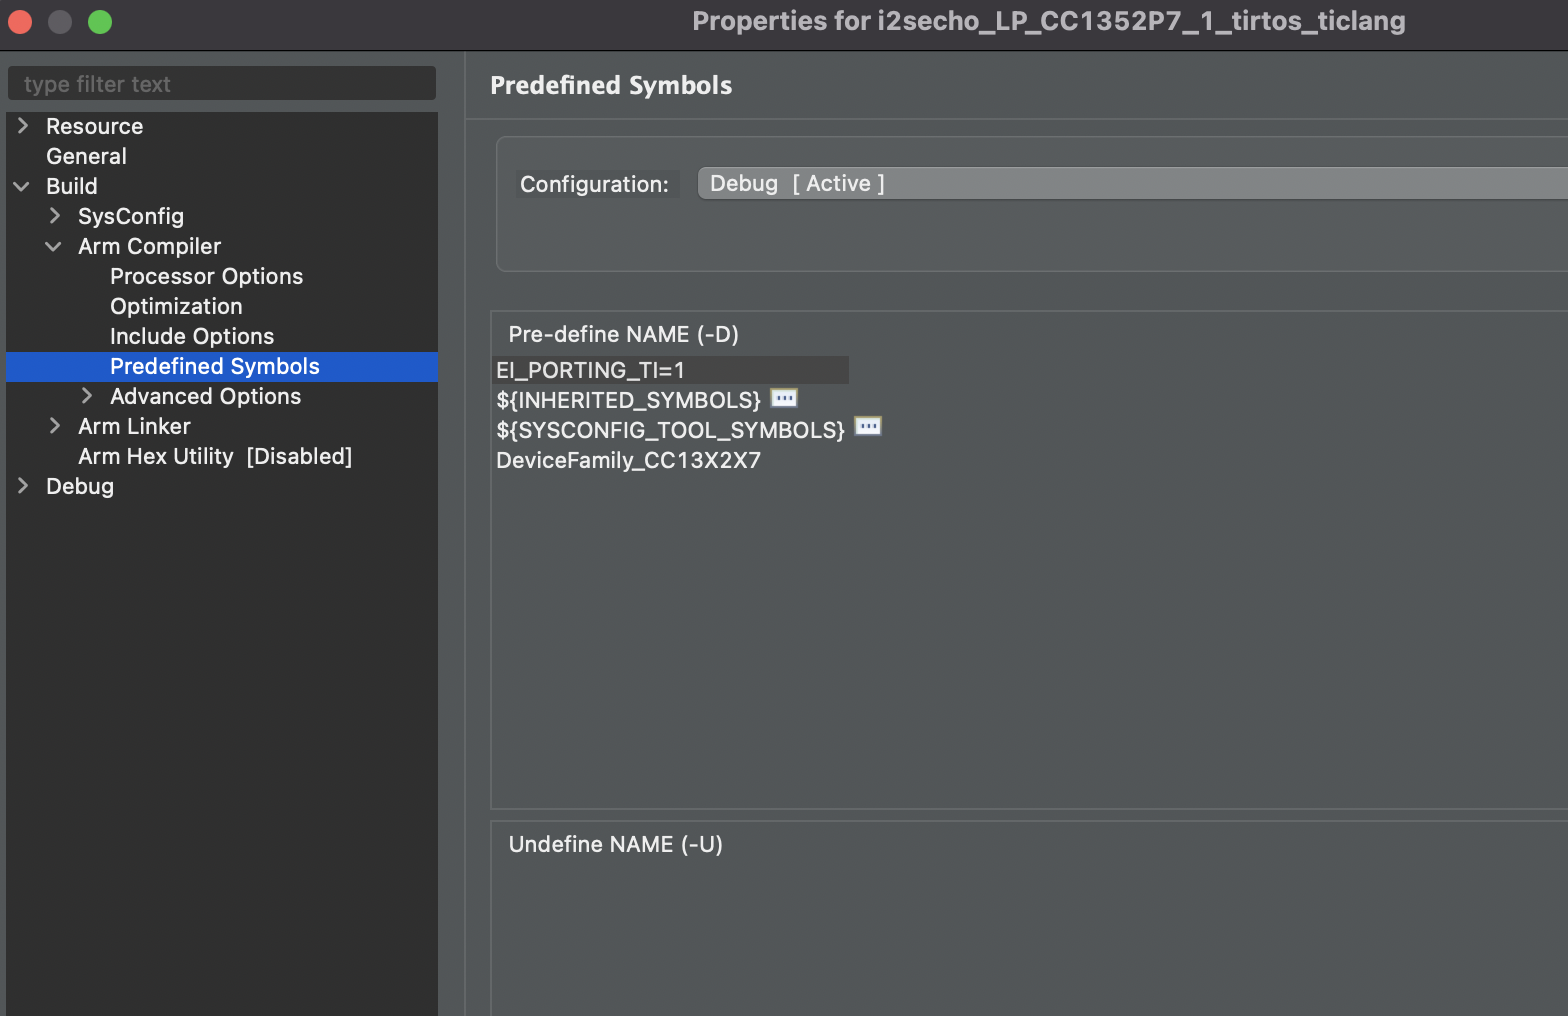 Properties for i2secho_LP_CC1352P7_1_tirtos_ticlang
type filter text
Resource
General
Build
SysConfig
Arm Compiler
Processor Options
Optimization
Include Options
Predefined Symbols
Advanced Options
Arm Linker
Arm Hex Utility [Disabled]
Debug
Predefined Symbols
Configuration: Debug [ Active ]
Pre-define NAME (-D)
EI_PORTING_TI=1
${INHERITED_SYMBOLS}
${SYSCONFIG_TOOL_SYMBOLS}
DeviceFamily_CC13X2X7
Undefine NAME (-U)